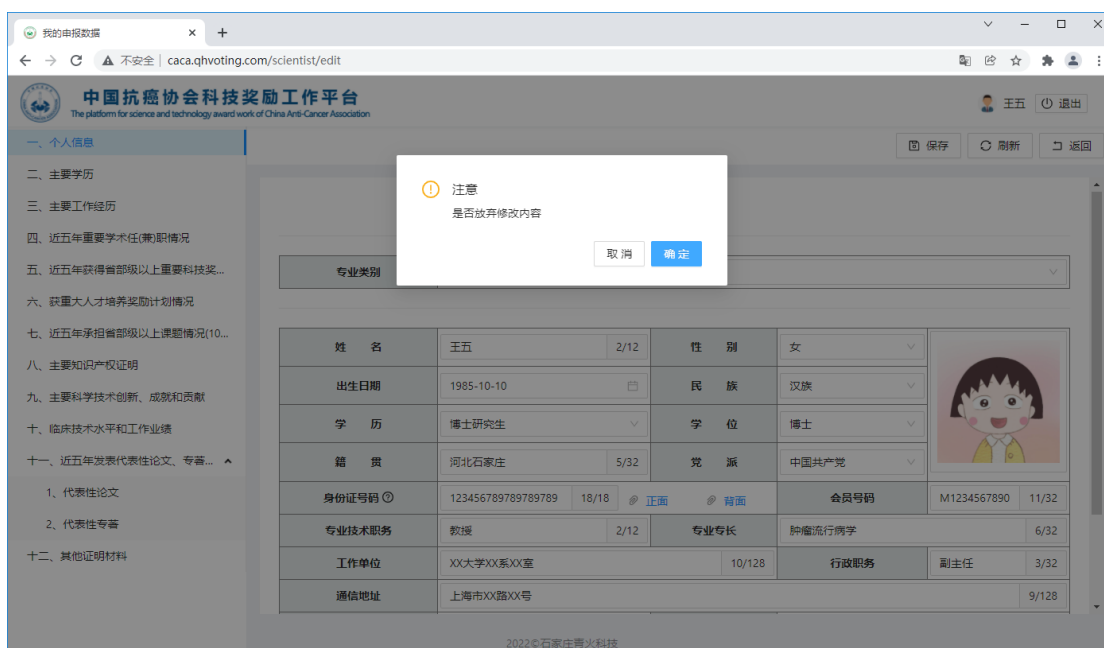 我的申报数据
不安全 caca.qhvoting.com/scientist/edit
中国抗癌协会科技奖励工作平台
The platform for science and technology award work of China Anti-Cancer Association
王五 退出
一、个人信息
保存 刷新 返回
二、主要学历
三、主要工作经历
四、近五年重要学术任(兼)职情况
五、近五年获得省部级以上重要科技奖...
六、获重大人才培养奖励计划情况
七、近五年承担省部级以上课题情况(10...
八、主要知识产权证明
九、主要科学技术创新、成就和贡献
十、临床技术水平和工作业绩
十一、近五年发表代表性论文、专著...
1、代表性论文
2、代表性专著
十二、其他证明材料
注意
是否放弃修改内容
取 消 确 定
专业类别
姓 名 王五 2/12 性 别 女
出生日期 1985-10-10 民 族 汉族
学 历 博士研究生 学 位 博士
籍 贯 河北石家庄 5/32 党 派 中国共产党
身份证号码 123456789789789789 18/18 正面 背面 会员号码 M1234567890 11/32
专业技术职务 教授 2/12 专业专长 肿瘤流行病学 6/32
工作单位 XX大学XX系XX室 10/128 行政职务 副主任 3/32
通信地址 上海市XX路XX号 9/128
2022©石家庄青火科技